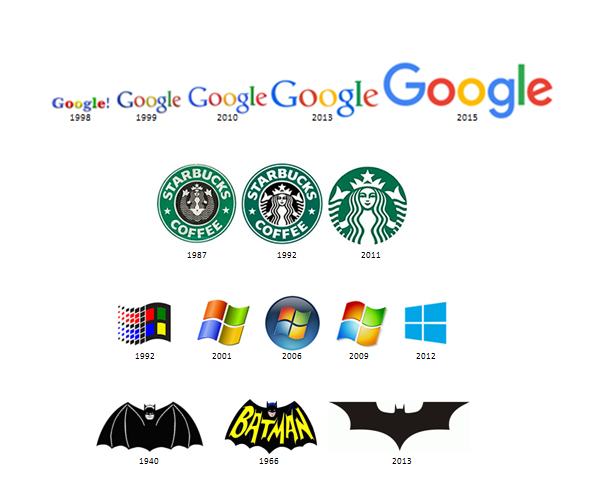 Google! Google Google Google Google
1998 1999 2010 2013 2015
STARBUCKS STARBUCKS
COFFEE COFFEE
1987 1992 2011
1992 2001 2006 2009 2012
BATMAN
1940 1966 2013